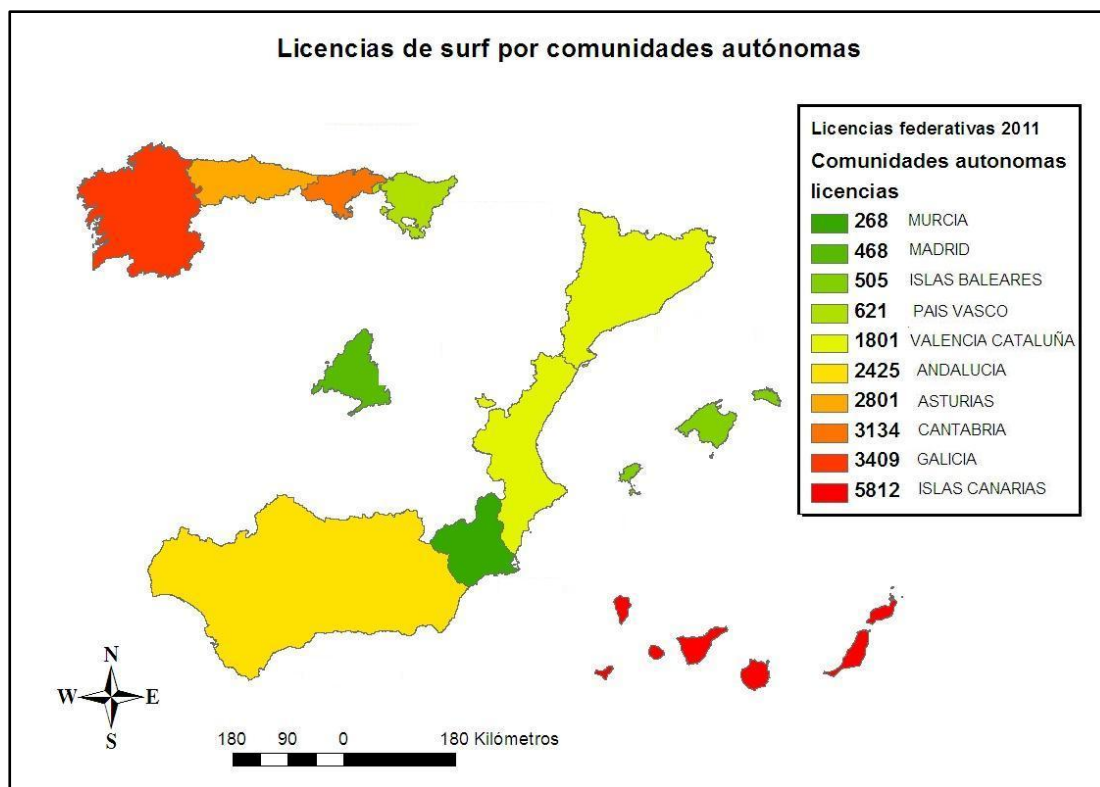 Licencias de surf por comunidades autónomas
Licencias federativas 2011
Comunidades autonomas
licencias
268 MURCIA
468 MADRID
505 ISLAS BALEARES
621 PAIS VASCO
1801 VALENCIA CATALUÑA
2425 ANDALUCIA
2801 ASTURIAS
3134 CANTABRIA
3409 GALICIA
5812 ISLAS CANARIAS
N
W E
S
180 90 0 180 Kilómetros